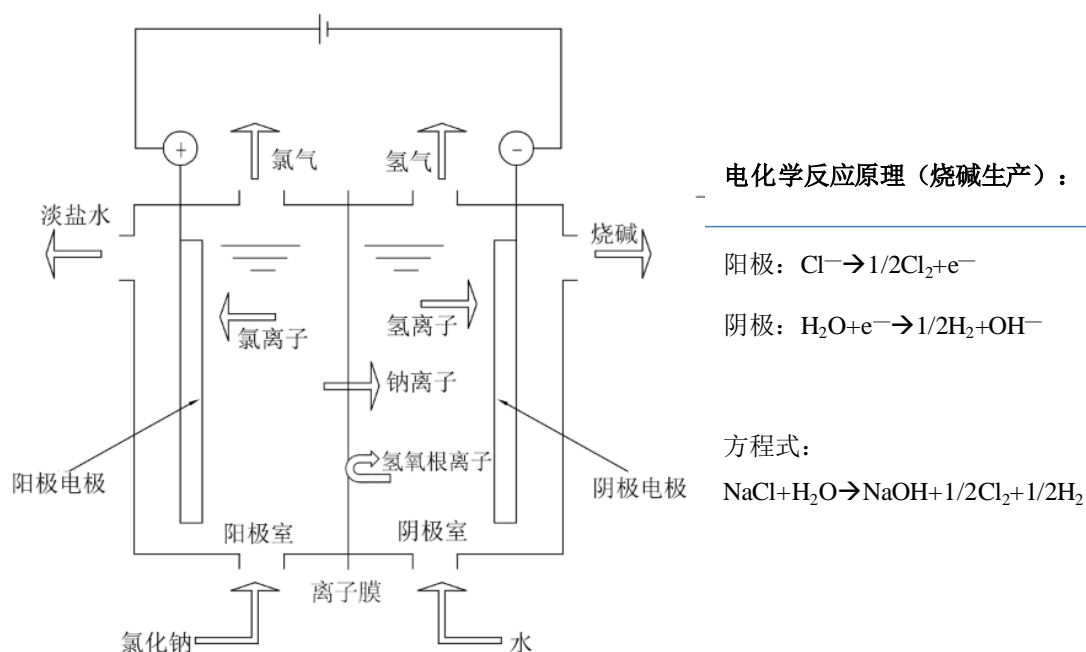 +
-
氯气
氢气
淡盐水
烧碱
氯离子
氢离子
钠离子
氢氧根离子
阳极电极
阴极电极
阳极室
阴极室
离子膜
氯化钠
水
电化学反应原理（烧碱生产）：
阳极：Cl⁻→1/2Cl₂+e⁻
阴极：H₂O+e⁻→1/2H₂+OH⁻
方程式：
NaCl+H₂O→NaOH+1/2Cl₂+1/2H₂